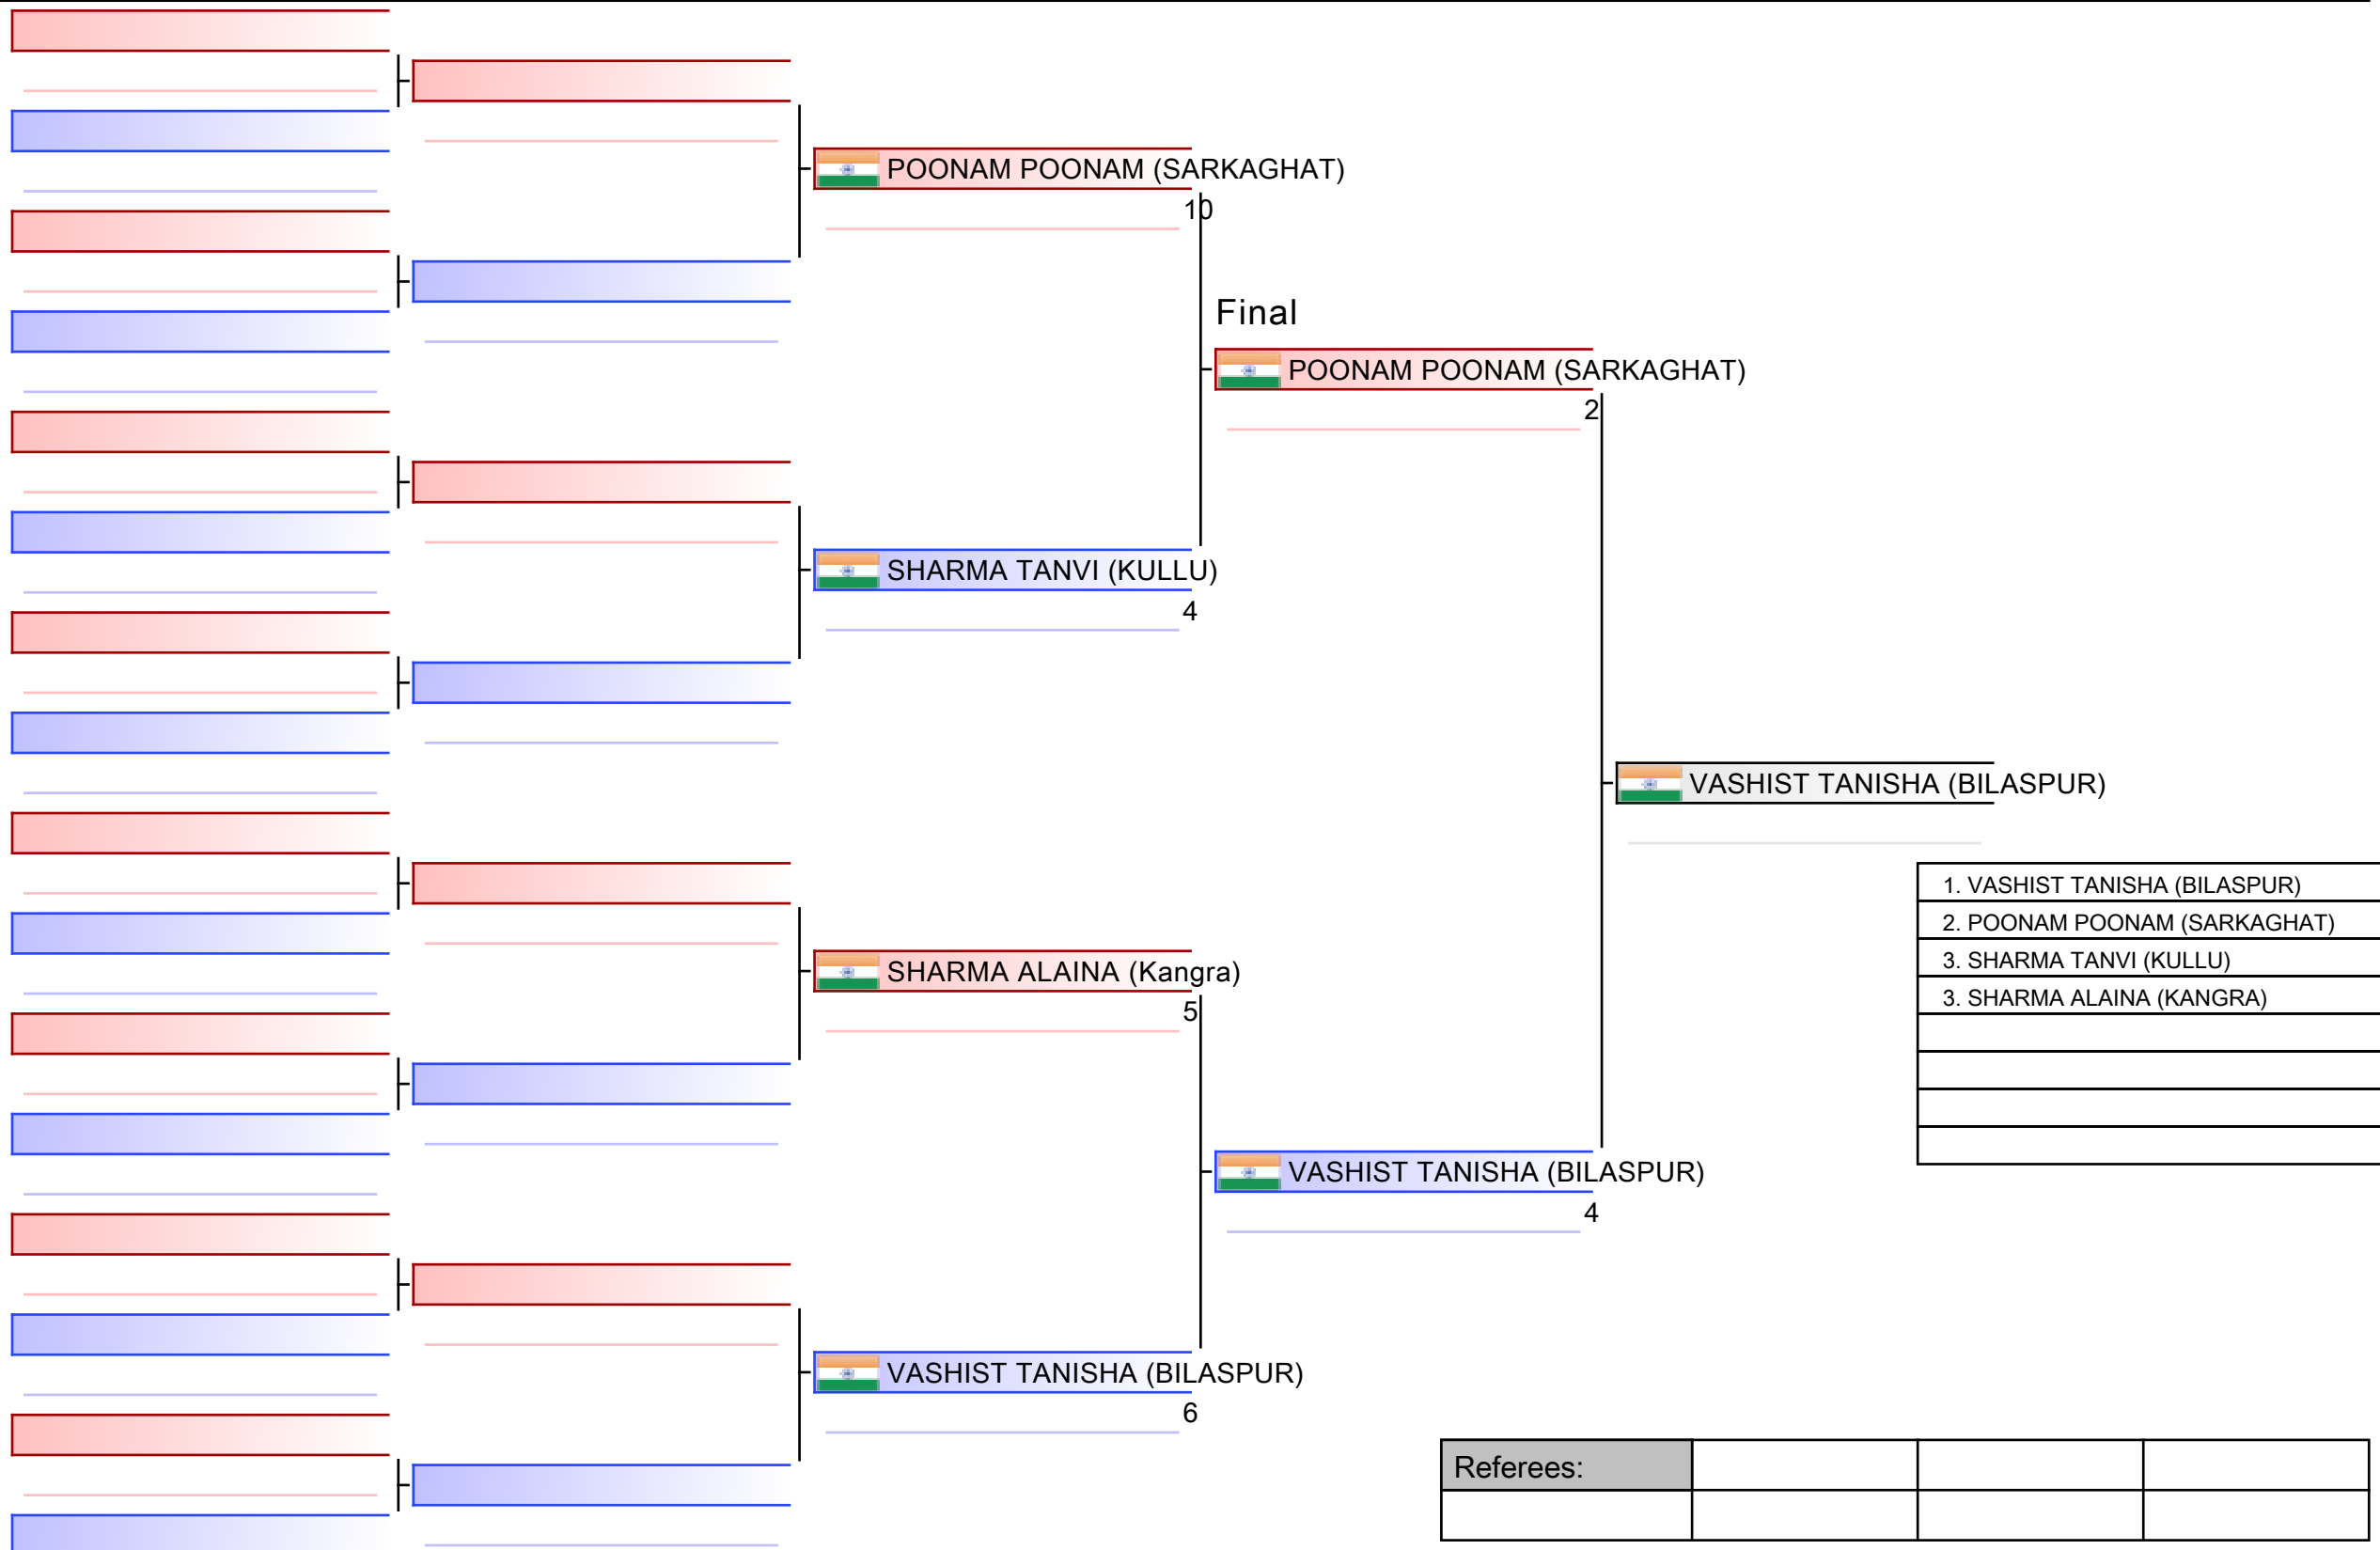 POONAM POONAM (SARKAGHAT)
10
Final
POONAM POONAM (SARKAGHAT)
2
SHARMA TANVI (KULLU)
4
VASHIST TANISHA (BILASPUR)
1. VASHIST TANISHA (BILASPUR)
2. POONAM POONAM (SARKAGHAT)
3. SHARMA TANVI (KULLU)
3. SHARMA ALAINA (KANGRA)
SHARMA ALAINA (Kangra)
5
VASHIST TANISHA (BILASPUR)
4
VASHIST TANISHA (BILASPUR)
6
Referees: